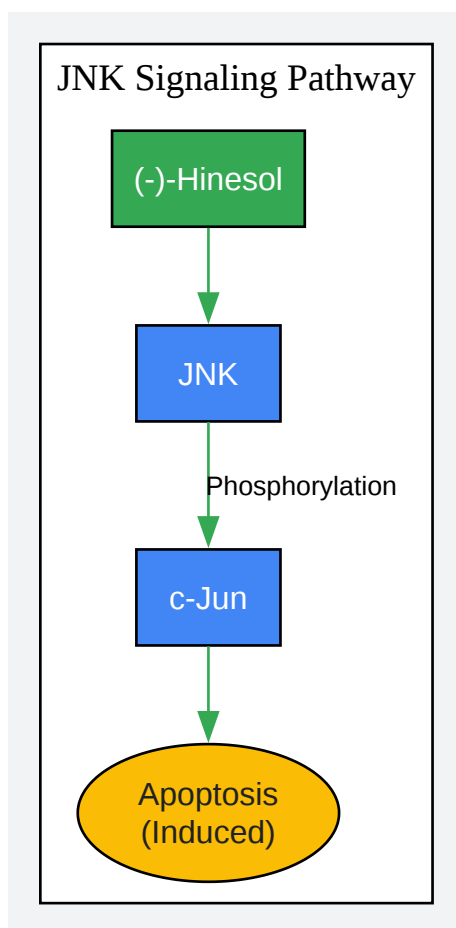 JNK Signaling Pathway
(-)-Hinesol
JNK
Phosphorylation
c-Jun
Apoptosis
(Induced)